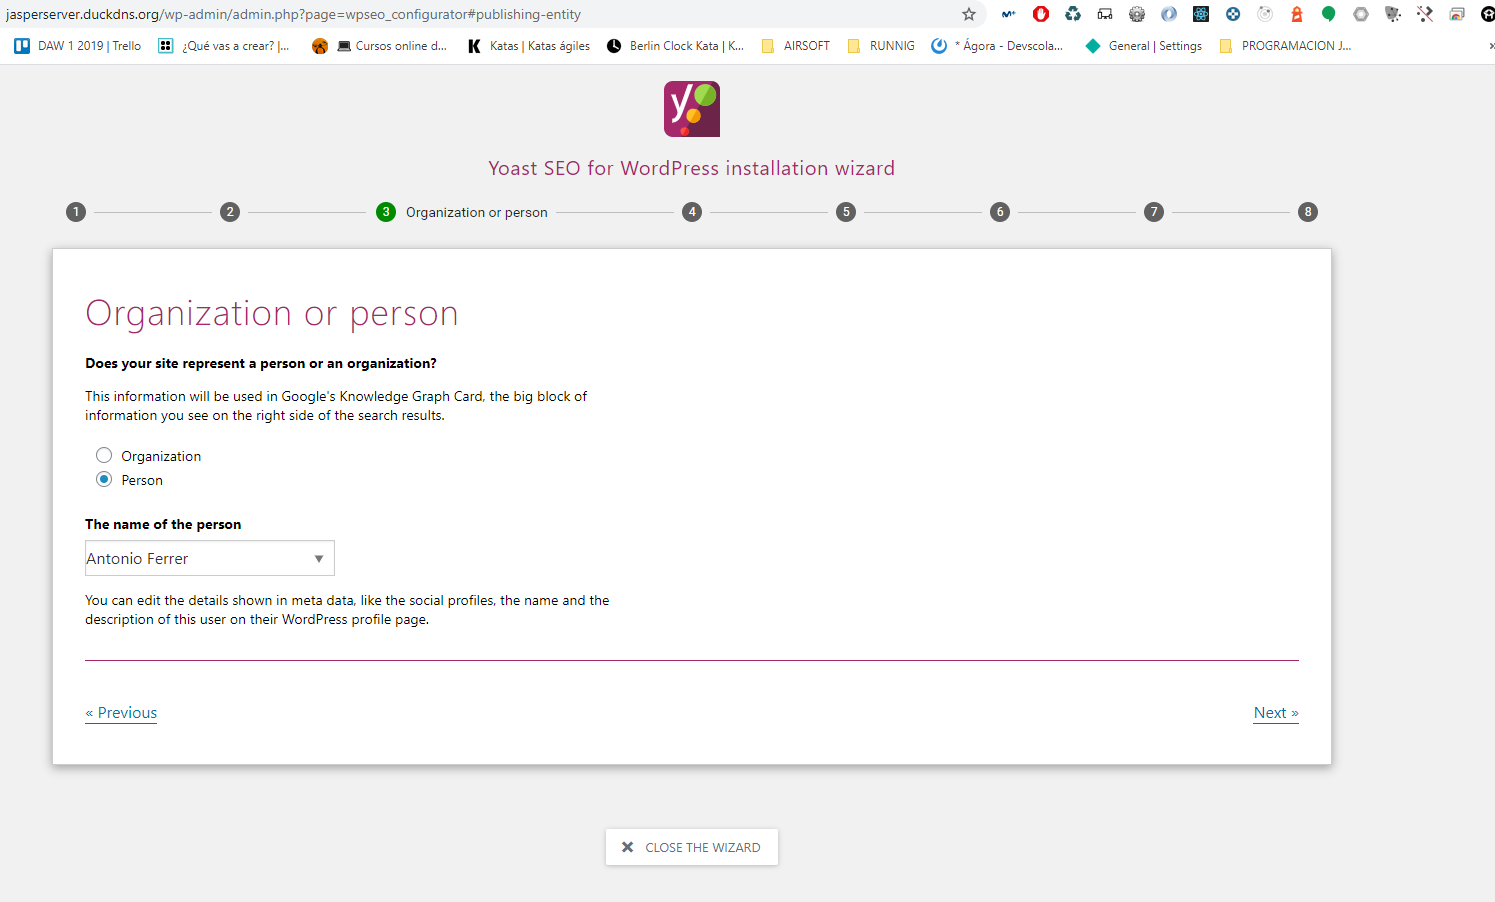 jasperserver.duckdns.org/wp-admin/admin.php?page=wpseo_configurator#publishing-entity
DAW 1 2019 | Trello ¿Qué vas a crear? |... Cursos online d... Katas | Katas ágiles Berlin Clock Kata | K... AIRSOFT RUNNIG * Ágora - Devscola... General | Settings PROGRAMACION J... »
y
Yoast SEO for WordPress installation wizard
1 2 3 Organization or person 4 5 6 7 8
Organization or person
Does your site represent a person or an organization?
This information will be used in Google's Knowledge Graph Card, the big block of
information you see on the right side of the search results.
Organization
Person
The name of the person
Antonio Ferrer
You can edit the details shown in meta data, like the social profiles, the name and the
description of this user on their WordPress profile page.
« Previous Next »
CLOSE THE WIZARD